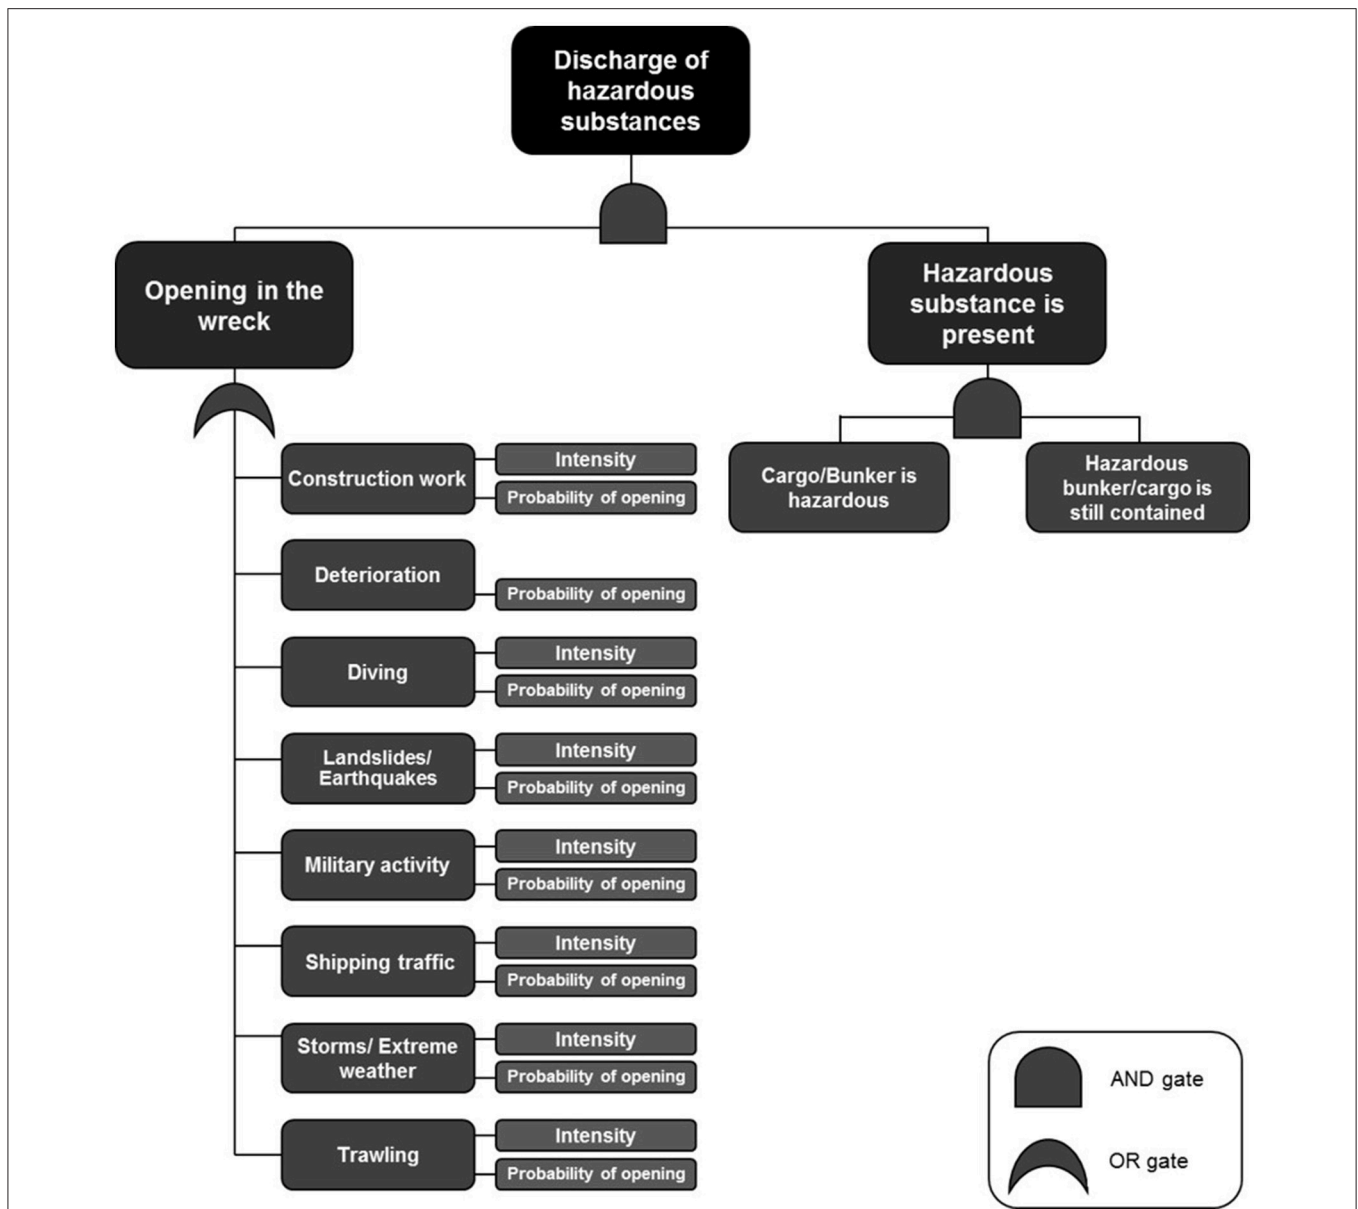 Discharge of
hazardous
substances
Opening in the
wreck
Hazardous
substance is
present
Construction work
Intensity
Probability of opening
Cargo/Bunker is
hazardous
Hazardous
bunker/cargo is
still contained
Deterioration
Probability of opening
Diving
Intensity
Probability of opening
Landslides/
Earthquakes
Intensity
Probability of opening
Military activity
Intensity
Probability of opening
Shipping traffic
Intensity
Probability of opening
Storms/ Extreme
weather
Intensity
Probability of opening
Trawling
Intensity
Probability of opening
AND gate
OR gate